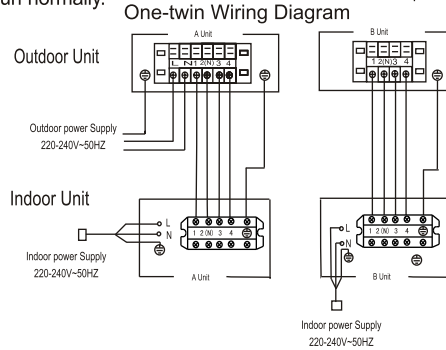 un normally.
One-twin Wiring Diagram
A Unit
B Unit
Outdoor Unit
L N 1 2(N) 3 4
1 2(N) 3 4
Outdoor power Supply
220-240V~50HZ
Indoor Unit
L
N
1 2(N) 3 4
L
N
1 2(N) 3 4
Indoor power Supply
220-240V~50HZ
A Unit
B Unit
Indoor power Supply
220-240V~50HZ